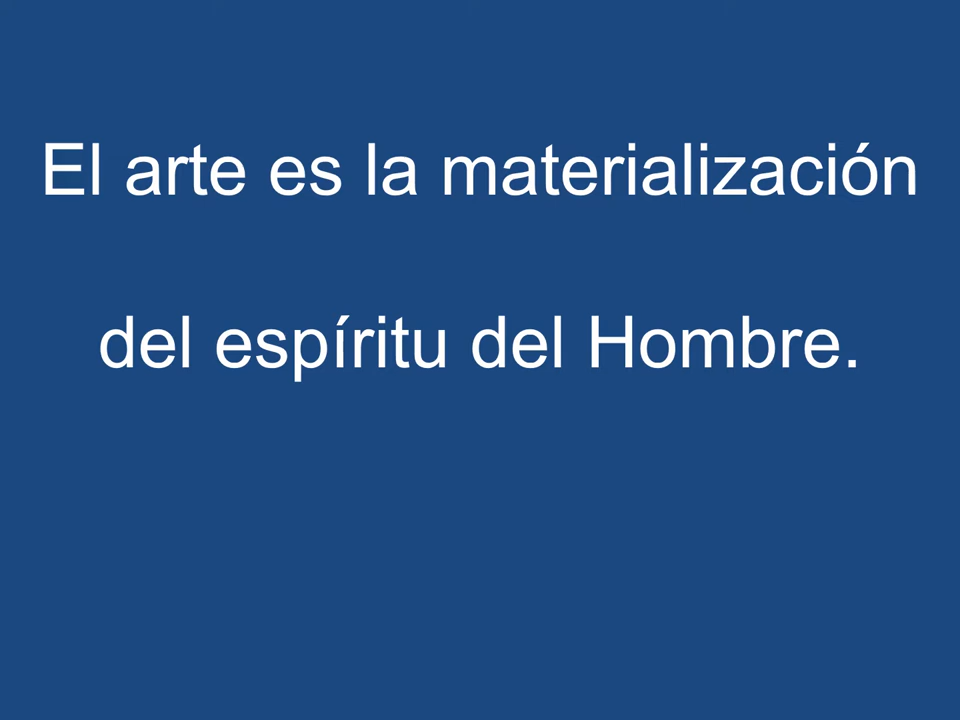 El arte es la materialización
del espíritu del Hombre.